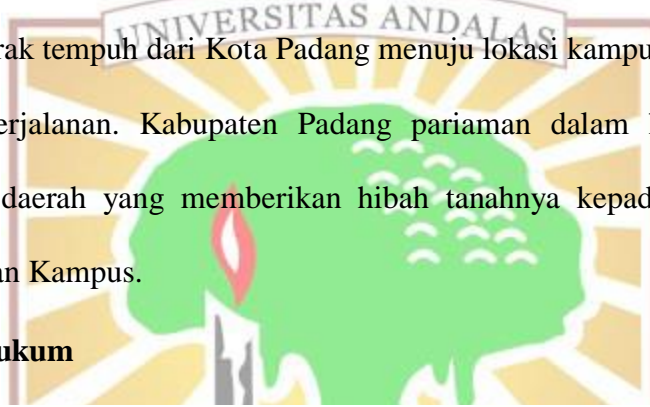 UNIVERSITAS ANDALAS
rak tempuh dari Kota Padang menuju lokasi kampu
erjalanan. Kabupaten Padang pariaman dalam
daerah yang memberikan hibah tanahnya kepad
an Kampus.
ukum